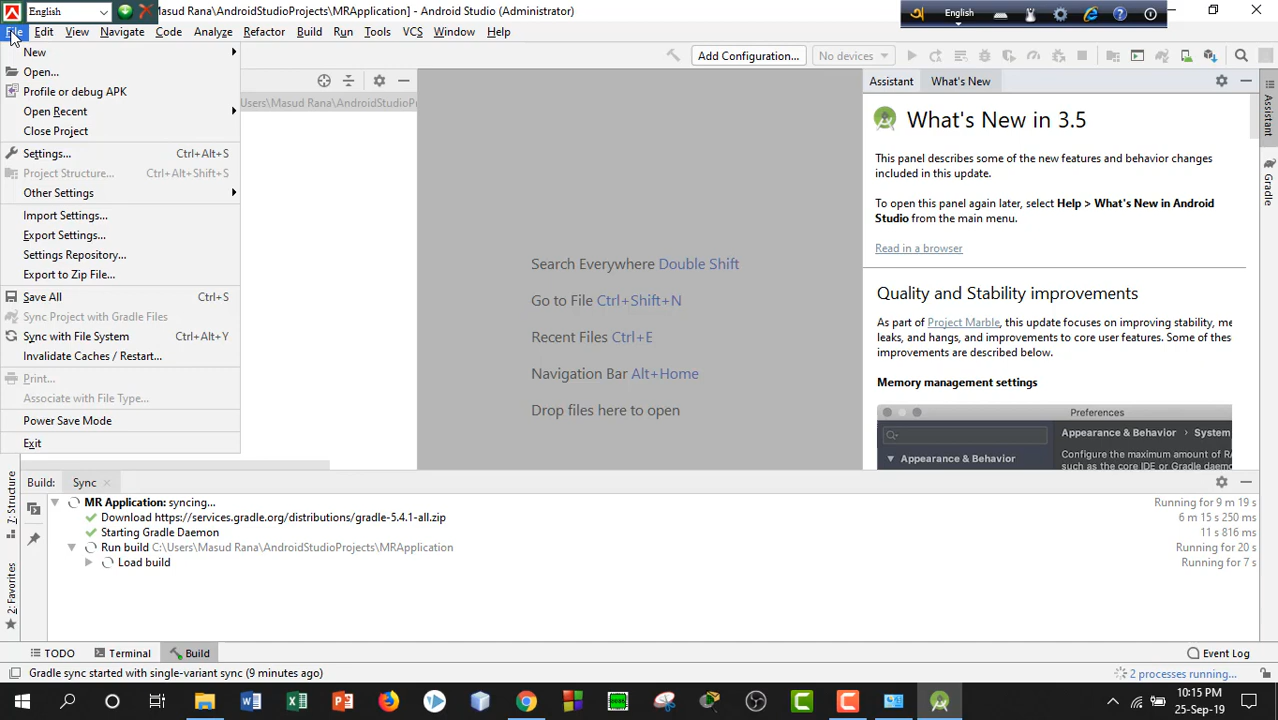 English
Masud Rana\AndroidStudioProjects\MRApplication] - Android Studio (Administrator)
English
File Edit View Navigate Code Analyze Refactor Build Run Tools VCS Window Help
Add Configuration...
No devices
New
Open...
Profile or debug APK
Open Recent
Close Project
Settings... Ctrl+Alt+S
Project Structure... Ctrl+Alt+Shift+S
Other Settings
Import Settings...
Export Settings...
Settings Repository...
Export to Zip File...
Save All Ctrl+S
Sync Project with Gradle Files
Sync with File System Ctrl+Alt+Y
Invalidate Caches / Restart...
Print...
Associate with File Type...
Power Save Mode
Exit
Users\Masud Rana\AndroidStudioP
Search Everywhere Double Shift
Go to File Ctrl+Shift+N
Recent Files Ctrl+E
Navigation Bar Alt+Home
Drop files here to open
Assistant What's New
What's New in 3.5
This panel describes some of the new features and behavior changes
included in this update.
To open this panel again later, select Help > What's New in Android
Studio from the main menu.
Read in a browser
Quality and Stability improvements
As part of Project Marble, this update focuses on improving stability, me
leaks, and hangs, and improvements to core user features. Some of thes
improvements are described below.
Memory management settings
Preferences
Appearance & Behavior › System
Configure the maximum amount of RA
Appearance & Behavior
such as the core IDE or Gradle daemo
Assistant
Gradle
Z: Structure
2: Favorites
Build: Sync
MR Application: syncing... Running for 9 m 19 s
Download https://services.gradle.org/distributions/gradle-5.4.1-all.zip 6 m 15 s 250 ms
Starting Gradle Daemon 11 s 816 ms
Run build C:\Users\Masud Rana\AndroidStudioProjects\MRApplication Running for 20 s
Load build Running for 7 s
TODO Terminal Build Event Log
Gradle sync started with single-variant sync (9 minutes ago) 2 processes running...
10:15 PM
25-Sep-19